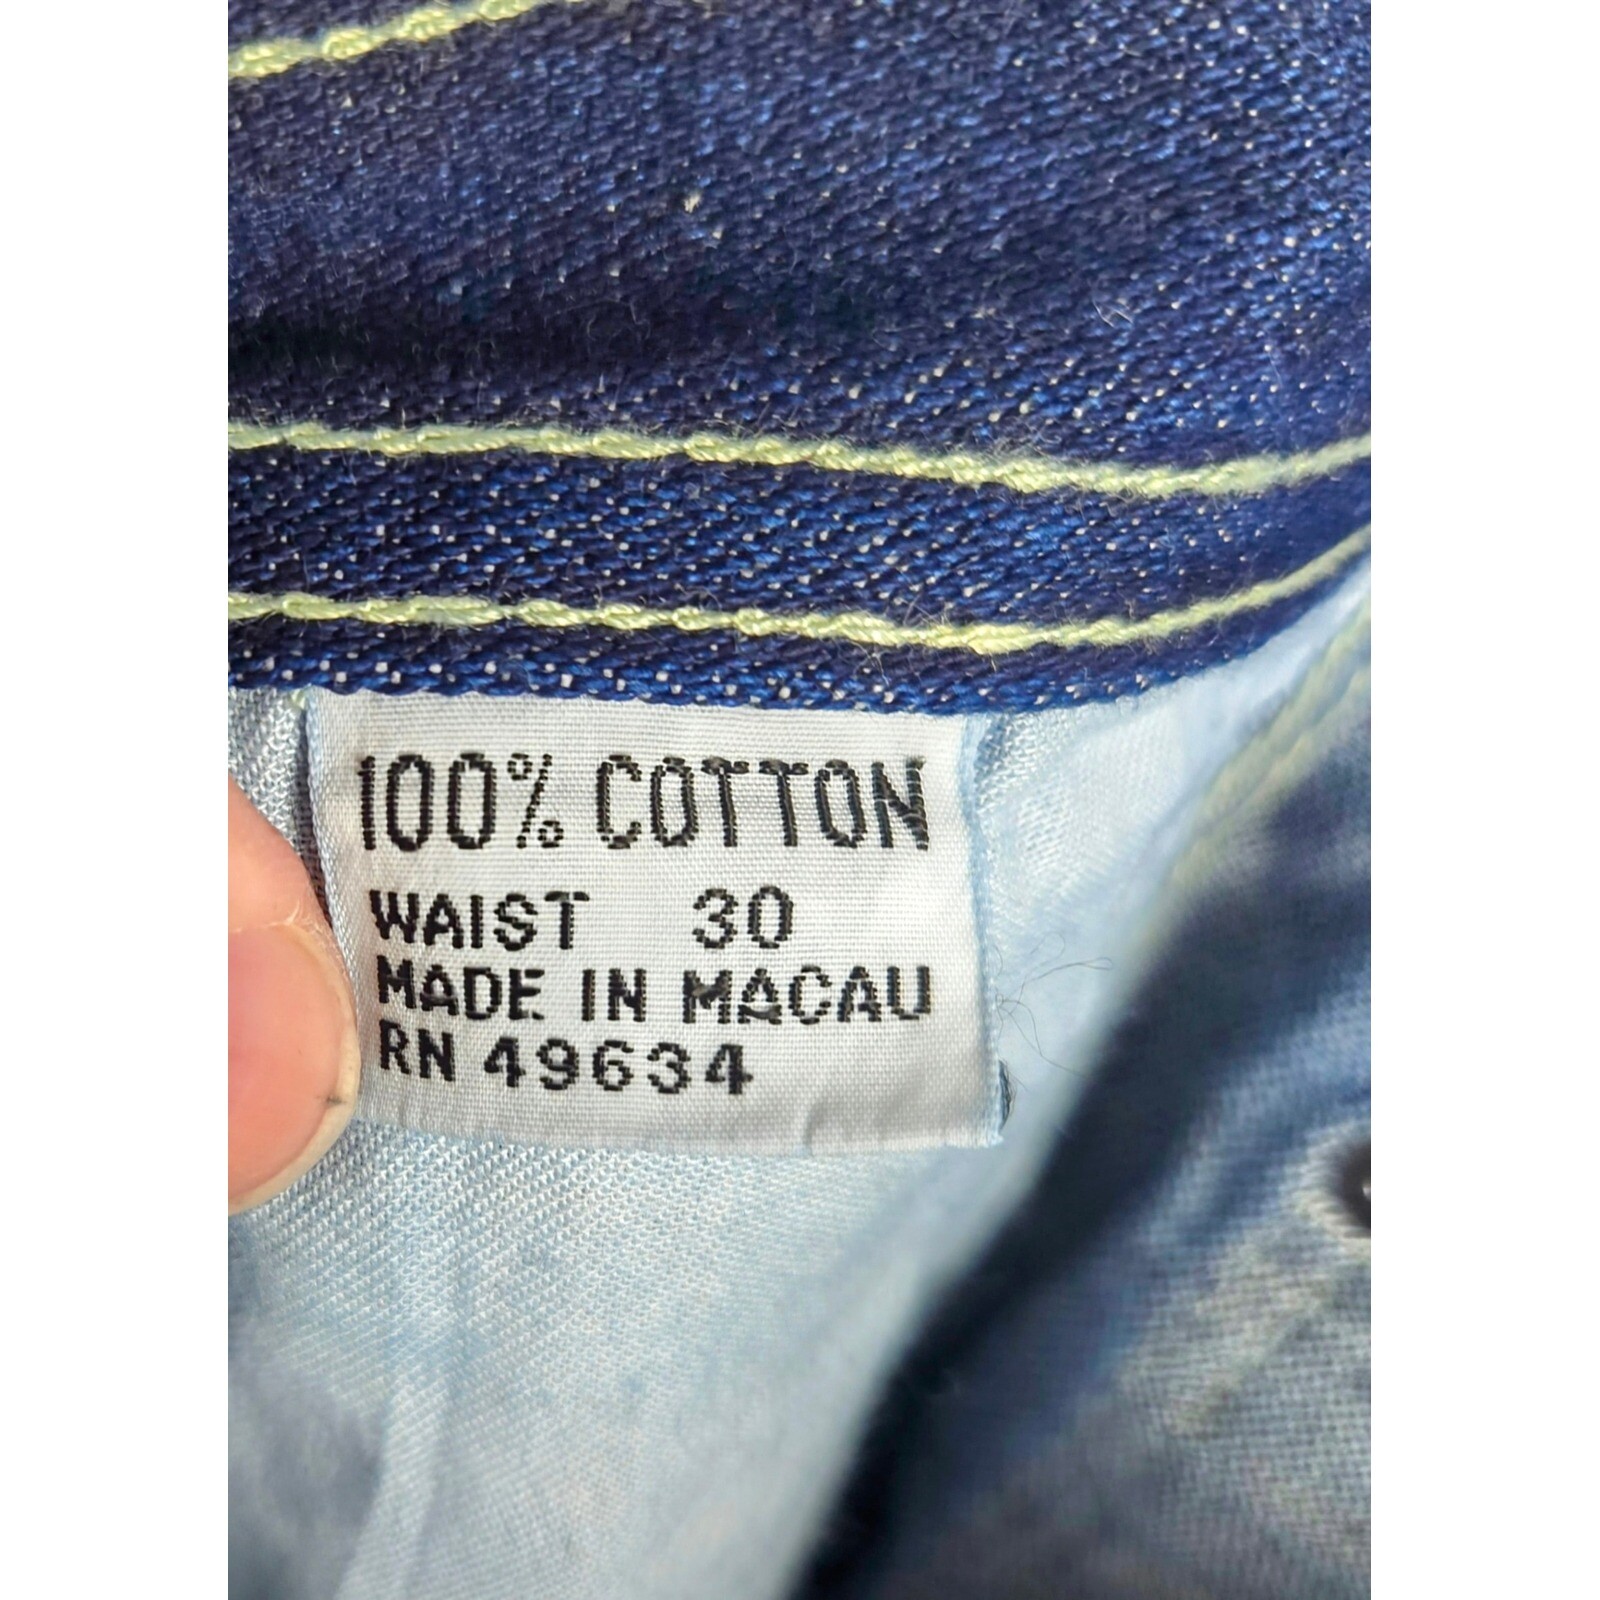 100% COTTON
WAIST 30
MADE IN MACAU
RN 49634